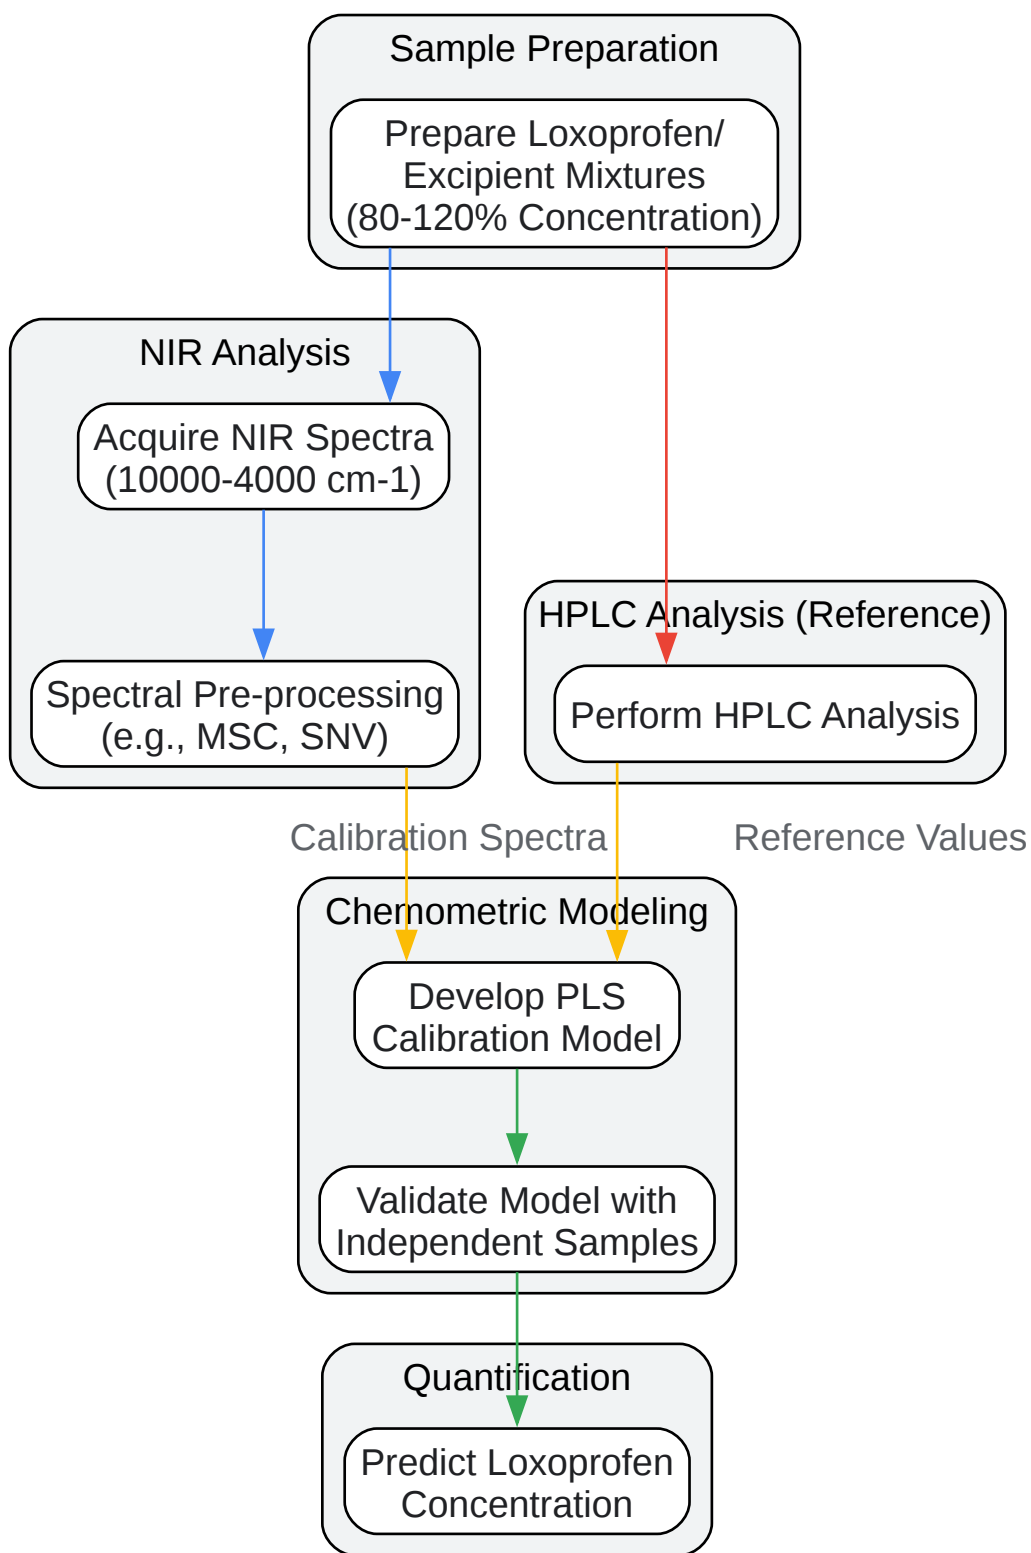 Sample Preparation
Prepare Loxoprofen/
Excipient Mixtures
(80-120% Concentration)
NIR Analysis
Acquire NIR Spectra
(10000-4000 cm-1)
Spectral Pre-processing
(e.g., MSC, SNV)
HPLC Analysis (Reference)
Perform HPLC Analysis
Calibration Spectra
Reference Values
Chemometric Modeling
Develop PLS
Calibration Model
Validate Model with
Independent Samples
Quantification
Predict Loxoprofen
Concentration